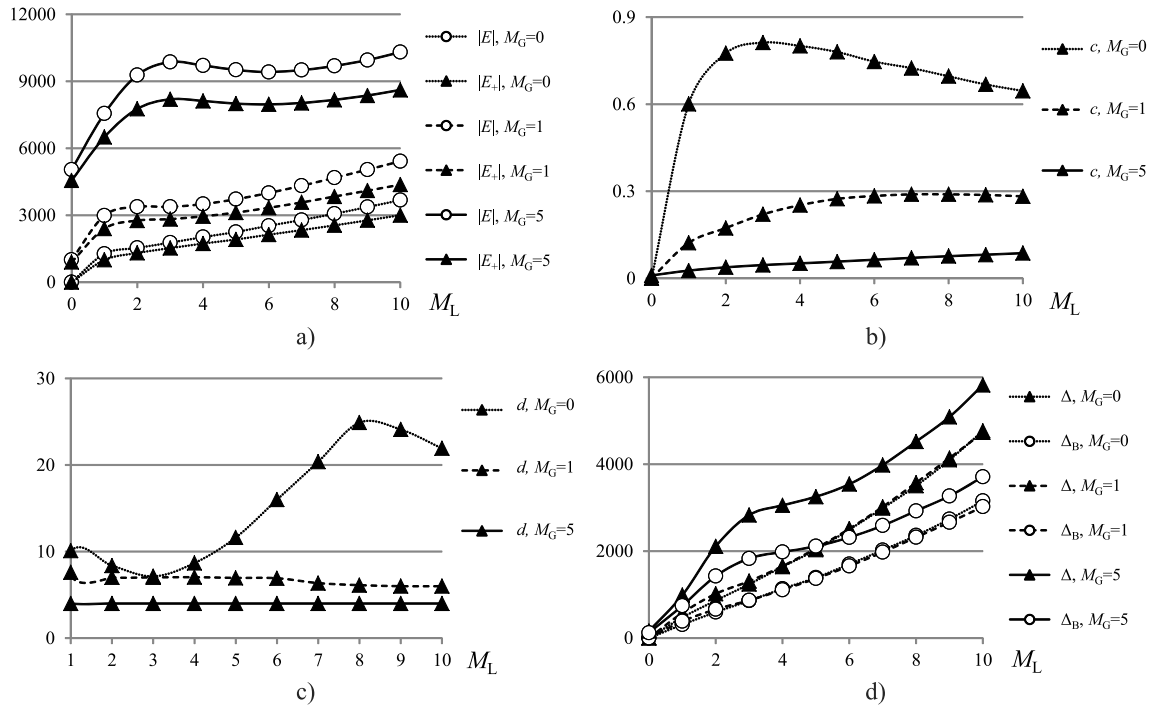 12000
9000
6000
3000
0
0 2 4 6 8 10 M_L
|E|, M_G=0
|E₊|, M_G=0
|E|, M_G=1
|E₊|, M_G=1
|E|, M_G=5
|E₊|, M_G=5
a)
0.9
0.6
0.3
0
0 2 4 6 8 10 M_L
c, M_G=0
c, M_G=1
c, M_G=5
b)
30
20
10
0
1 2 3 4 5 6 7 8 9 10 M_L
d, M_G=0
d, M_G=1
d, M_G=5
c)
6000
4000
2000
0
0 2 4 6 8 10 M_L
Δ, M_G=0
Δ_B, M_G=0
Δ, M_G=1
Δ_B, M_G=1
Δ, M_G=5
Δ_B, M_G=5
d)